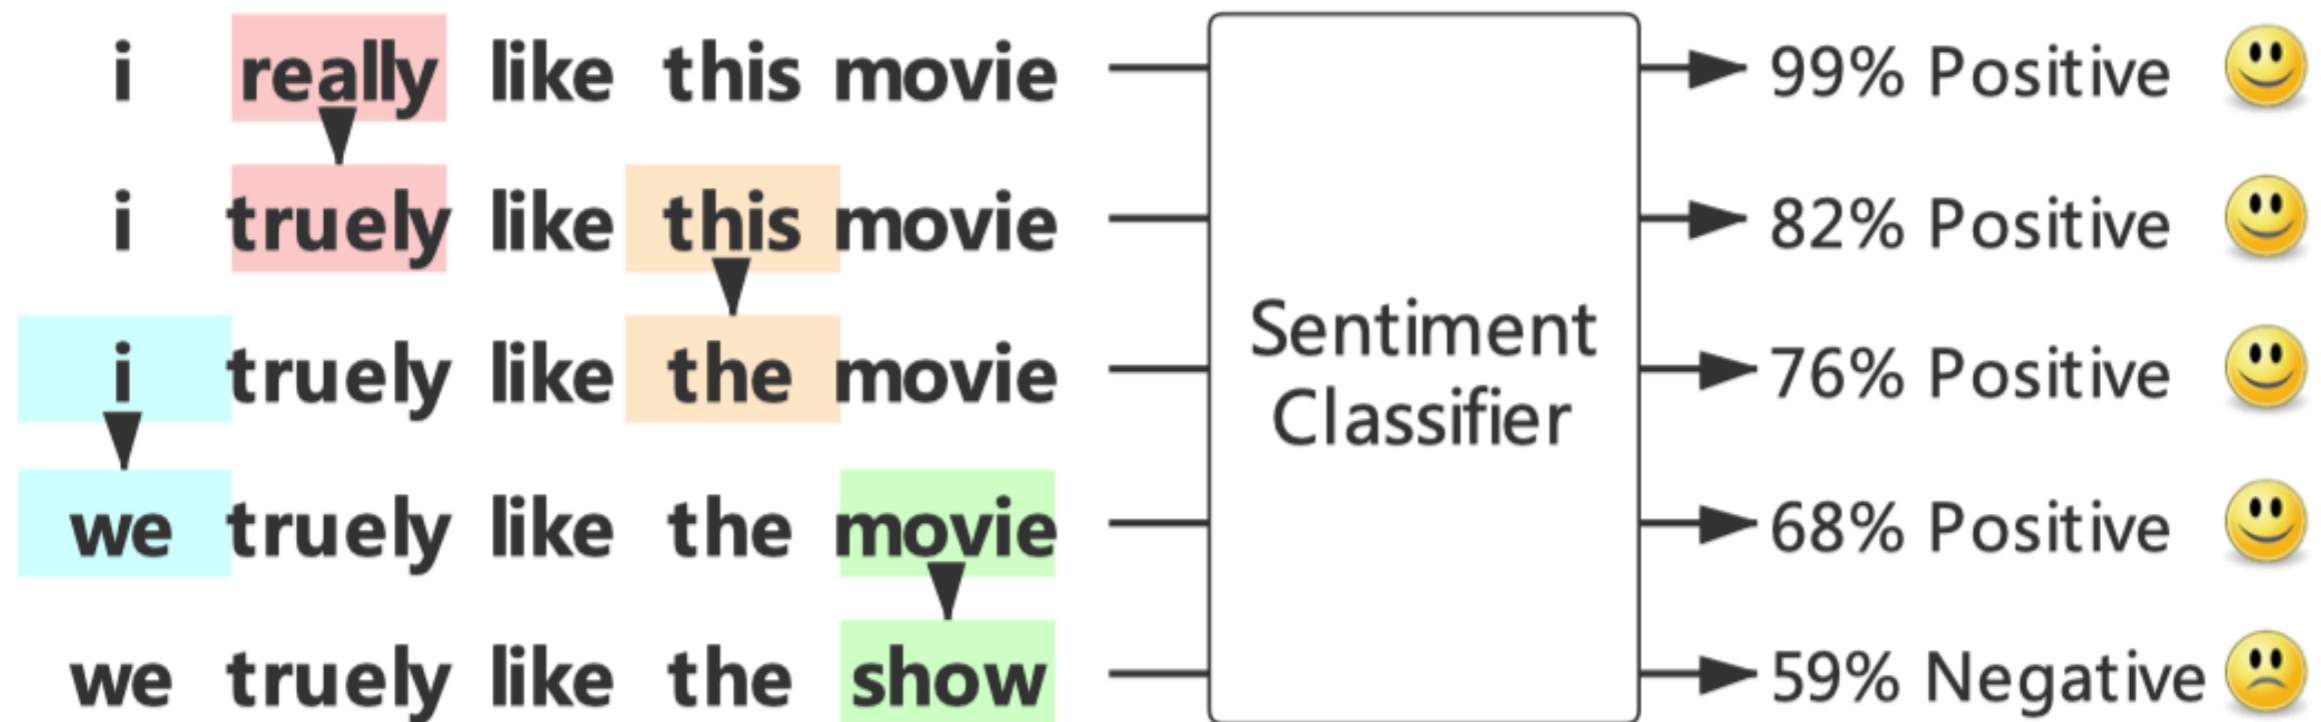 i really like this movie 99% Positive
i truely like this movie 82% Positive
i truely like the movie 76% Positive
Sentiment
Classifier
we truely like the movie 68% Positive
we truely like the show 59% Negative